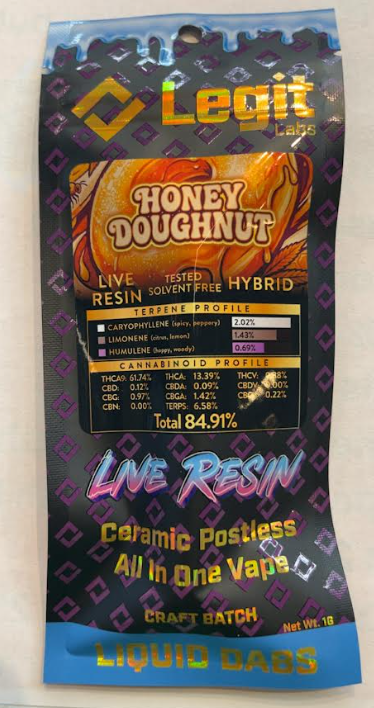 Legit
Labs
HONEY
DOUGHNUT
LIVE RESIN
TESTED SOLVENT FREE
HYBRID
TERPENE PROFILE
CARYOPHYLLENE (spicy, peppery) 2.02%
LIMONENE (citrus, lemon) 1.43%
HUMULENE (hoppy, woody) 0.69%
CANNABINOID PROFILE
THCA9: 61.74% THCA: 13.39% THCV:
CBD: 0.12% CBDA: 0.09% CBDV:
CBG: 0.97% CBGA: 1.42% 0.22%
CBN: 0.00% TERPS: 6.58%
Total 84.91%
LIVE RESIN
Ceramic Postless
All In One Vape
CRAFT BATCH
Net Wt. 1G
LIQUID DABS